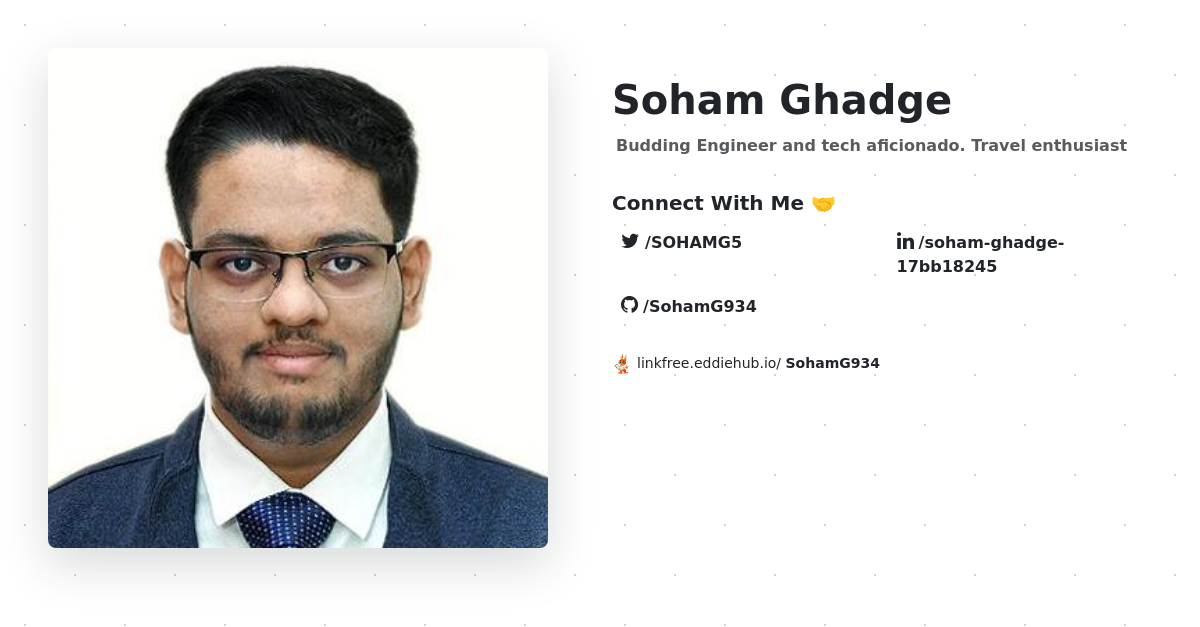 Soham Ghadge
Budding Engineer and tech aficionado. Travel enthusiast
Connect With Me 🤝
/SOHAMG5
/soham-ghadge-
17bb18245
/SohamG934
linkfree.eddiehub.io/ SohamG934